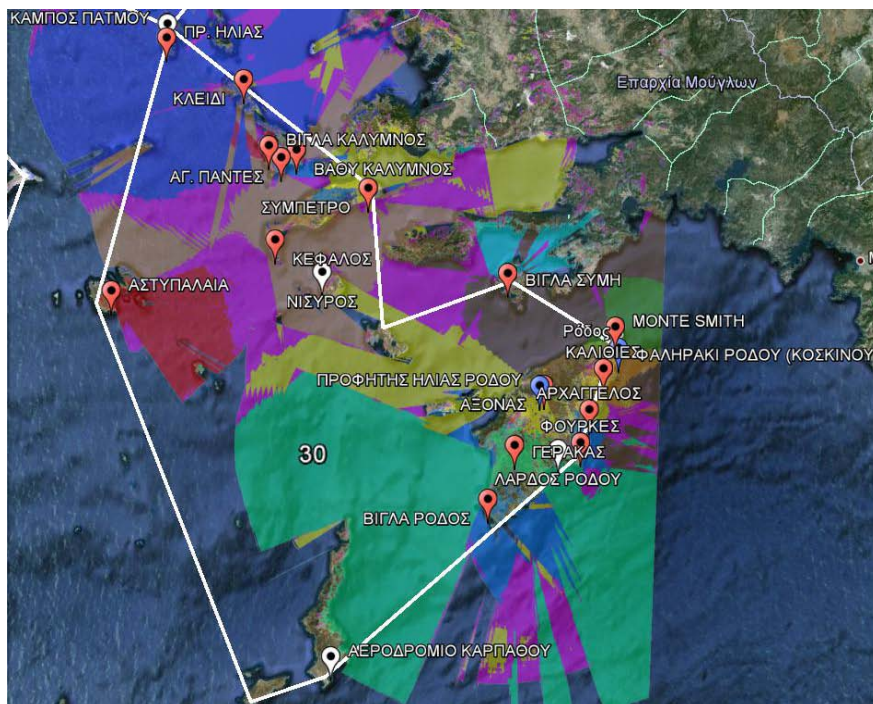 ΚΑΜΠΟΣ ΠΑΤΜΟΥ
ΠΡ. ΗΛΙΑΣ
Επαρχία Μούγλων
ΚΛΕΙΔΙ
ΒΙΓΛΑ ΚΑΛΥΜΝΟΣ
ΑΓ. ΠΑΝΤΕΣ
ΒΑΘΥ ΚΑΛΥΜΝΟΣ
ΣΥΜΠΕΤΡΟ
ΚΕΦΑΛΟΣ
ΑΣΤΥΠΑΛΑΙΑ
ΝΙΣΥΡΟΣ
ΒΙΓΛΑ ΣΥΜΗ
MONTE SMITH
Ρόδος
ΚΑΛΙΘΙΕΣ
ΦΑΛΗΡΑΚΙ ΡΟΔΟΥ (ΚΟΣΚΙΝΟΥ
ΠΡΟΦΗΤΗΣ ΗΛΙΑΣ ΡΟΔΟΥ
ΑΡΧΑΓΓΕΛΟΣ
ΑΞΟΝΑΣ
ΦΟΥΡΚΕΣ
30
ΓΕΡΑΚΑΣ
ΛΑΡΔΟΣ ΡΟΔΟΥ
ΒΙΓΛΑ ΡΟΔΟΣ
ΑΕΡΟΔΡΟΜΙΟ ΚΑΡΠΑΘΟΥ